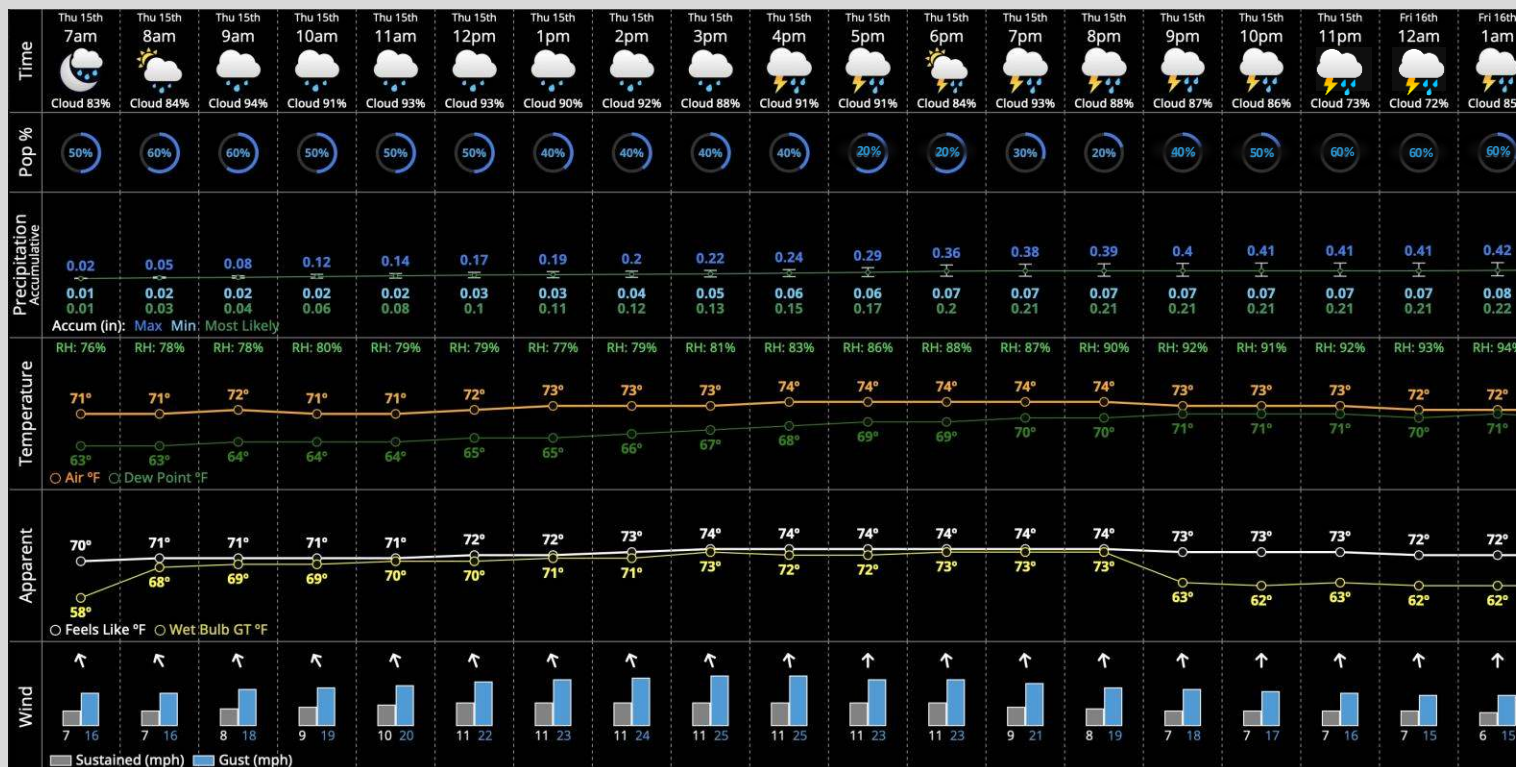 Thu 15th Thu 15th Thu 15th Thu 15th Thu 15th Thu 15th Thu 15th Thu 15th Thu 15th Thu 15th Thu 15th Thu 15th Thu 15th Thu 15th Thu 15th Thu 15th Thu 15th Fri 16th Fri 16th
Time
7am 8am 9am 10am 11am 12pm 1pm 2pm 3pm 4pm 5pm 6pm 7pm 8pm 9pm 10pm 11pm 12am 1am
Cloud 83% Cloud 84% Cloud 94% Cloud 91% Cloud 93% Cloud 93% Cloud 90% Cloud 92% Cloud 88% Cloud 91% Cloud 91% Cloud 84% Cloud 93% Cloud 88% Cloud 87% Cloud 86% Cloud 73% Cloud 72% Cloud 85
Pop %
50% 60% 60% 50% 50% 50% 40% 40% 40% 40% 20% 20% 30% 20% 40% 50% 60% 60% 60%
Precipitation
Accumulative
0.02 0.05 0.08 0.12 0.14 0.17 0.19 0.2 0.22 0.24 0.29 0.36 0.38 0.39 0.4 0.41 0.41 0.41 0.42
0.01 0.02 0.02 0.02 0.02 0.03 0.03 0.04 0.05 0.06 0.06 0.07 0.07 0.07 0.07 0.07 0.07 0.07 0.08
0.01 0.03 0.04 0.06 0.08 0.1 0.11 0.12 0.13 0.15 0.17 0.2 0.21 0.21 0.21 0.21 0.21 0.21 0.22
Accum (in): Max Min Most Likely
Temperature
RH: 76% RH: 78% RH: 78% RH: 80% RH: 79% RH: 79% RH: 77% RH: 79% RH: 81% RH: 83% RH: 86% RH: 88% RH: 87% RH: 90% RH: 92% RH: 91% RH: 92% RH: 93% RH: 94%
71° 71° 72° 71° 71° 72° 73° 73° 73° 74° 74° 74° 74° 74° 73° 73° 73° 72° 72°
63° 63° 64° 64° 64° 65° 65° 66° 67° 68° 69° 69° 70° 70° 71° 71° 71° 70° 71°
Air °F Dew Point °F
Apparent
70° 71° 71° 71° 71° 72° 72° 73° 74° 74° 74° 74° 74° 74° 73° 73° 73° 72° 72°
58° 68° 69° 69° 70° 70° 71° 71° 73° 72° 72° 73° 73° 73° 63° 62° 63° 62° 62°
Feels Like °F Wet Bulb GT °F
Wind
7 16 7 16 8 18 9 19 10 20 11 22 11 23 11 24 11 25 11 25 11 23 11 23 9 21 8 19 7 18 7 17 7 16 7 15 6 15
Sustained (mph) Gust (mph)